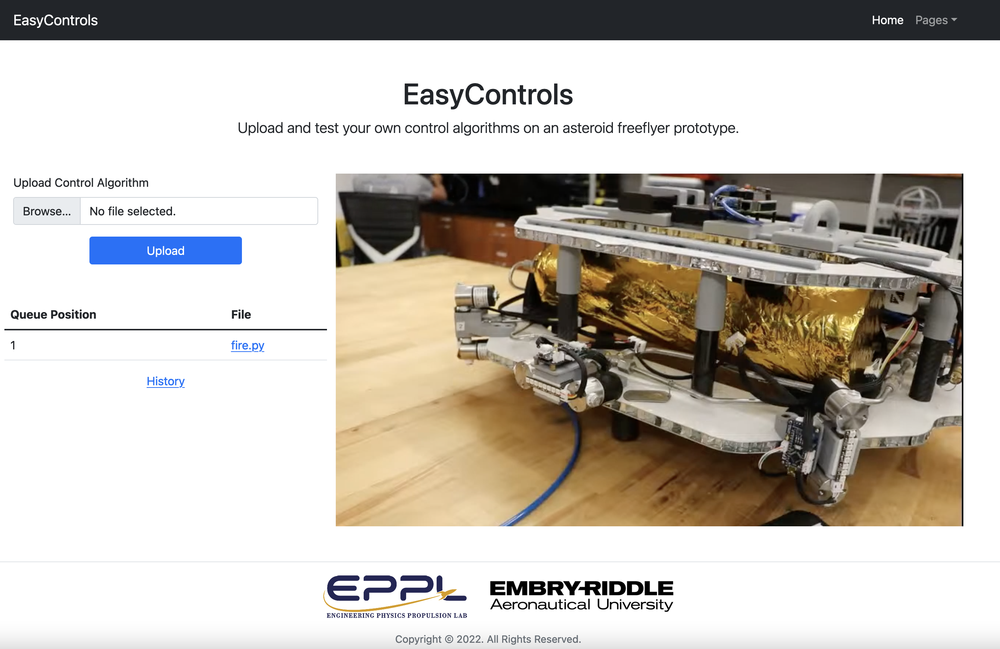 EasyControls
Home Pages
EasyControls
Upload and test your own control algorithms on an asteroid freeflyer prototype.
Upload Control Algorithm
Browse... No file selected.
Upload
Queue Position File
1 fire.py
History
2
EPPL
ENGINEERING PHYSICS PROPULSION LAB
EMBRY-RIDDLE
Aeronautical University
Copyright © 2022. All Rights Reserved.